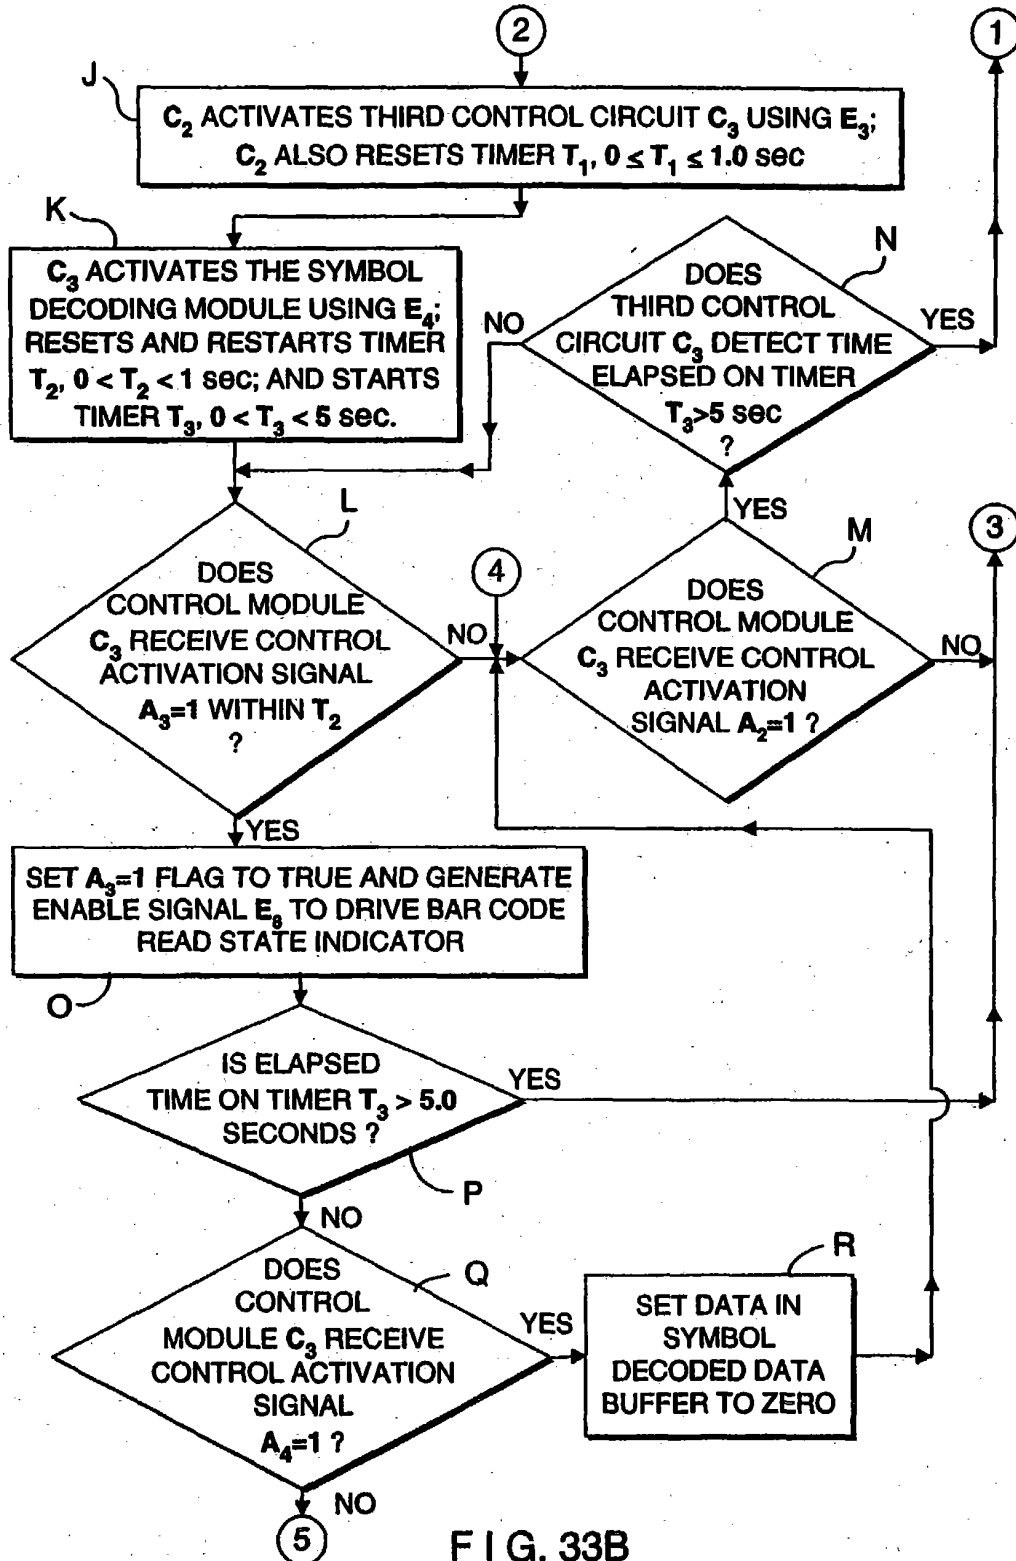 2
1
J
C2 ACTIVATES THIRD CONTROL CIRCUIT C3 USING E3;
C2 ALSO RESETS TIMER T1, 0 ≤ T1 ≤ 1.0 sec
K
C3 ACTIVATES THE SYMBOL
DECODING MODULE USING E4;
RESETS AND RESTARTS TIMER
T2, 0 < T2 < 1 sec; AND STARTS
TIMER T3, 0 < T3 < 5 sec.
N
DOES
THIRD CONTROL
CIRCUIT C3 DETECT TIME
ELAPSED ON TIMER
T3>5 sec
?
NO
YES
L
DOES
CONTROL MODULE
C3 RECEIVE CONTROL
ACTIVATION SIGNAL
A3=1 WITHIN T2
?
NO
YES
4
YES
M
DOES
CONTROL MODULE
C3 RECEIVE CONTROL
ACTIVATION
SIGNAL A2=1 ?
NO
3
SET A3=1 FLAG TO TRUE AND GENERATE
ENABLE SIGNAL E8 TO DRIVE BAR CODE
READ STATE INDICATOR
O
IS ELAPSED
TIME ON TIMER T3 > 5.0
SECONDS ?
YES
P
NO
DOES
CONTROL
MODULE C3 RECEIVE
CONTROL ACTIVATION
SIGNAL
A4=1 ?
Q
YES
R
SET DATA IN
SYMBOL
DECODED DATA
BUFFER TO ZERO
NO
5
FIG. 33B